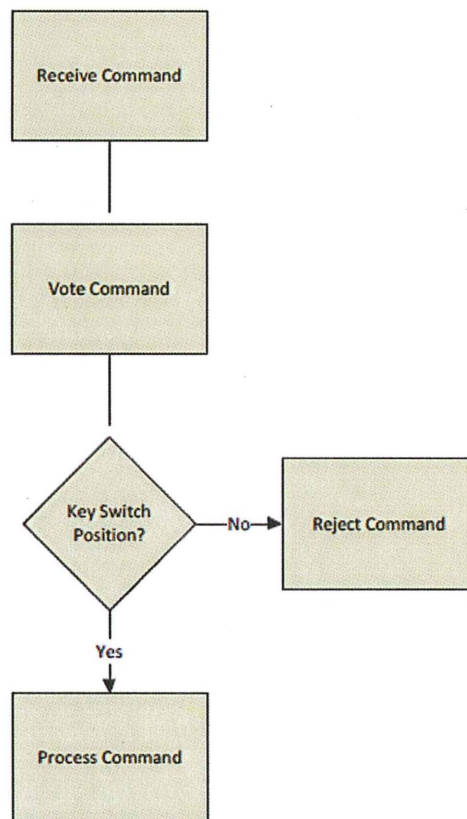 Receive Command
Vote Command
Key Switch
Position?
No
Reject Command
Yes
Process Command